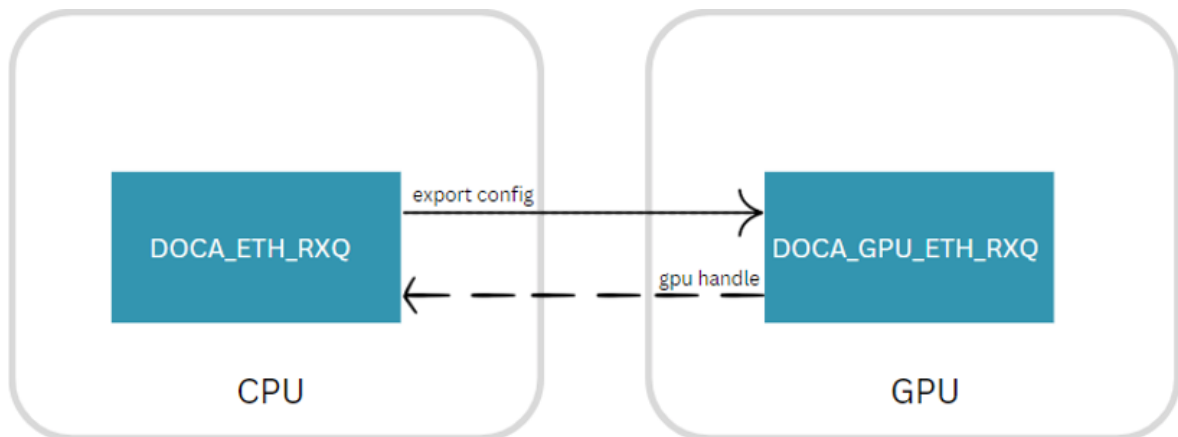 export config
DOCA_ETH_RXQ
DOCA_GPU_ETH_RXQ
gpu handle
CPU
GPU